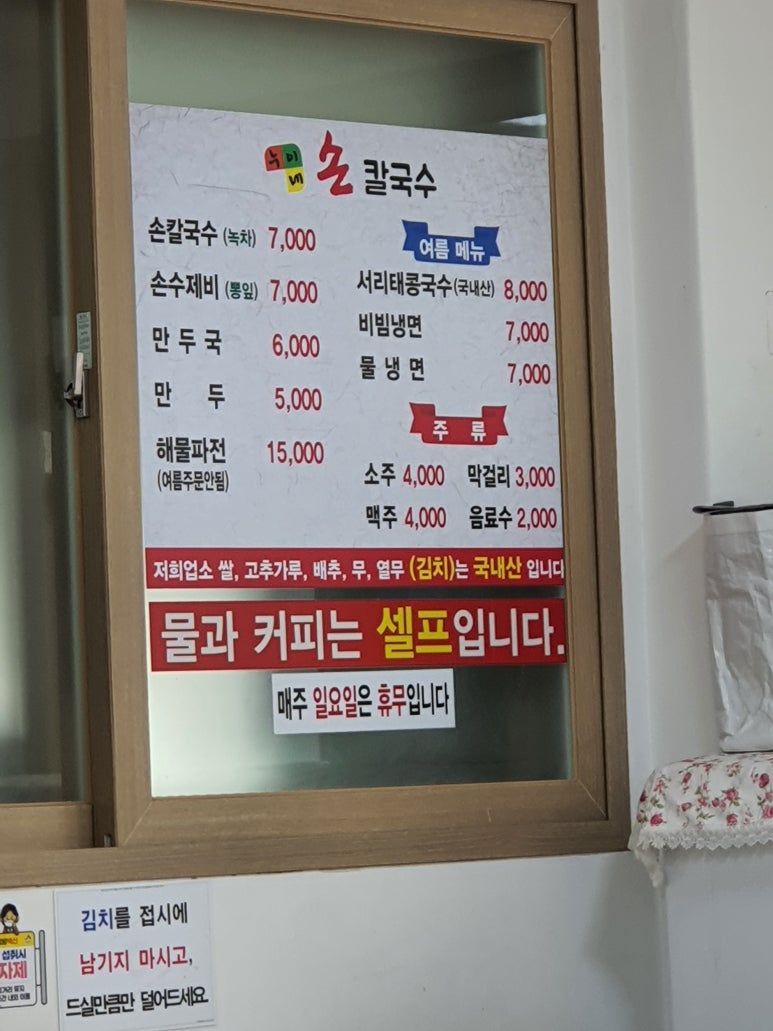 누이네 손 칼국수
손칼국수 (녹차) 7,000
손수제비 (통잎) 7,000
만 두 국 6,000
만 두 5,000
해물파전 15,000
(여름주문안됨)
여름 메뉴
서리태콩국수(국내산) 8,000
비빔냉면 7,000
물 냉 면 7,000
주 류
소주 4,000 막걸리 3,000
맥주 4,000 음료수 2,000
저희업소 쌀, 고추가루, 배추, 무, 열무 (김치)는 국내산 입니다
물과 커피는 셀프입니다.
매주 일요일은 휴무입니다
김치를 접시에
남기지 마시고,
드실만큼만 덜어드세요.
섭취시
자제